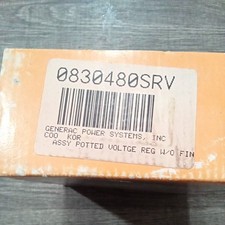 0830480SRV
GENERAC POWER SYSTEMS, INC
COO KOR
ASSY POTTED VOLTGE REG W/O FIN